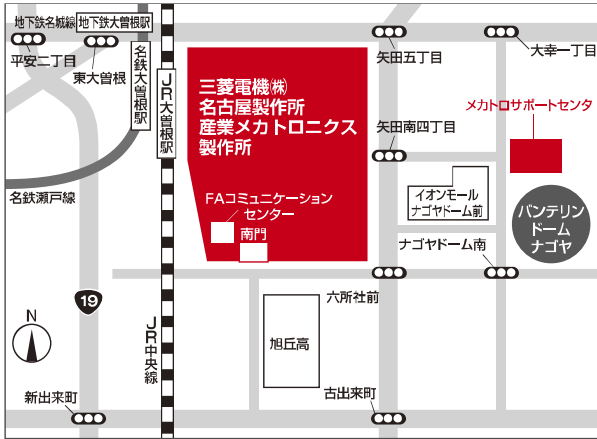 地下鉄名城線
地下鉄大曽根駅
平安二丁目
東大曽根
名鉄大曽根駅
JR大曽根駅
矢田五丁目
大幸一丁目
三菱電機㈱
名古屋製作所
産業メカトロニクス
製作所
メカトロサポートセンタ
矢田南四丁目
名鉄瀬戸線
FAコミュニケーション
センター
南門
イオンモール
ナゴヤドーム前
バンテリン
ドーム
ナゴヤ
ナゴヤドーム南
19
六所社前
N
JR中央線
旭丘高
新出来町
古出来町